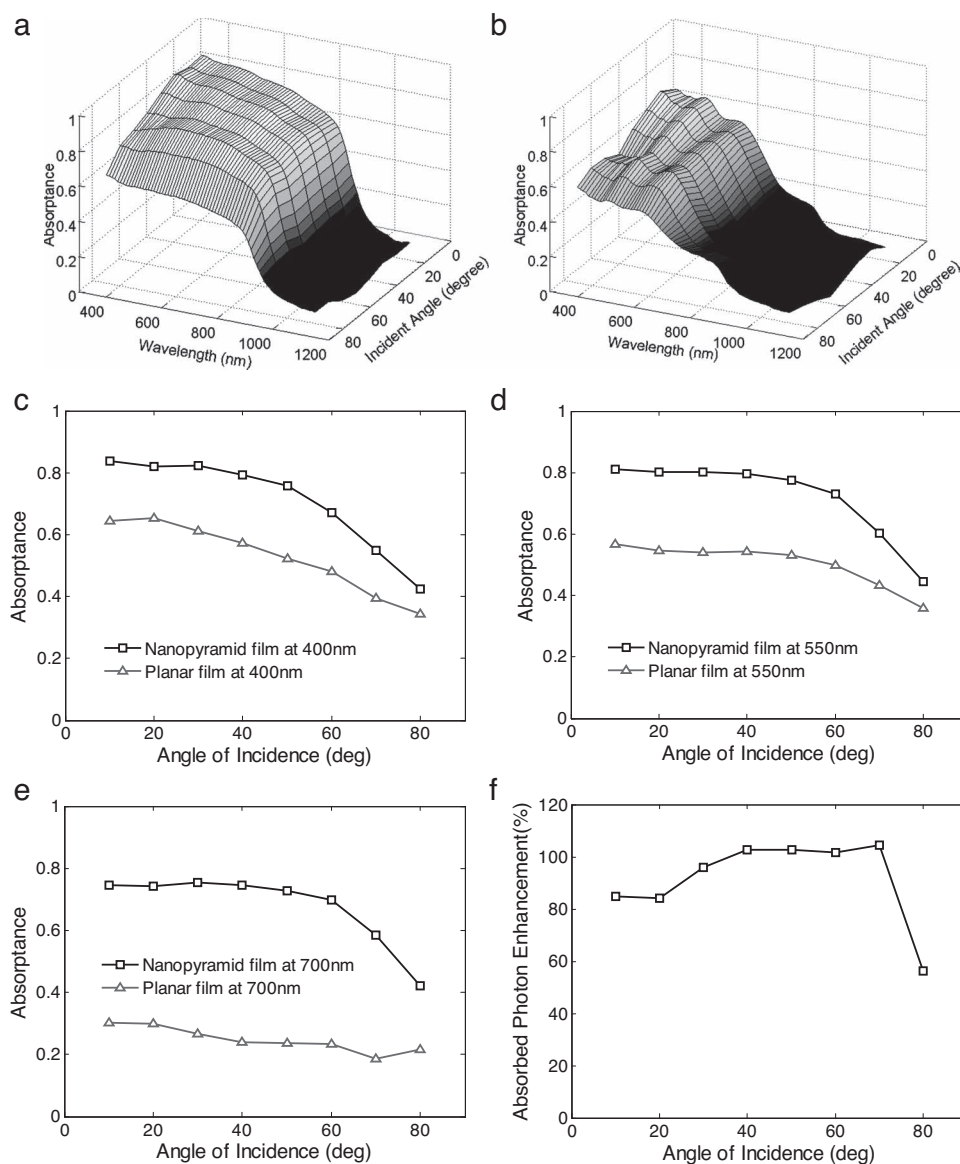 a
b
1
0.8
0.6
0.4
0.2
0
Absorptance
400
600
800
1000
1200
Wavelength (nm)
0
20
40
60
80
Incident Angle (degree)
1
0.8
0.6
0.4
0.2
0
Absorptance
400
600
800
1000
1200
Wavelength (nm)
0
20
40
60
80
Incident Angle (degree)
c
1
0.8
0.6
0.4
0.2
0
Absorptance
Nanopyramid film at 400nm
Planar film at 400nm
0 20 40 60 80
Angle of Incidence (deg)
d
1
0.8
0.6
0.4
0.2
0
Absorptance
Nanopyramid film at 550nm
Planar film at 550nm
0 20 40 60 80
Angle of Incidence (deg)
e
1
0.8
0.6
0.4
0.2
0
Absorptance
Nanopyramid film at 700nm
Planar film at 700nm
0 20 40 60 80
Angle of Incidence (deg)
f
120
100
80
60
40
20
0
Absorbed Photon Enhancement(%)
0 20 40 60 80
Angle of Incidence (deg)